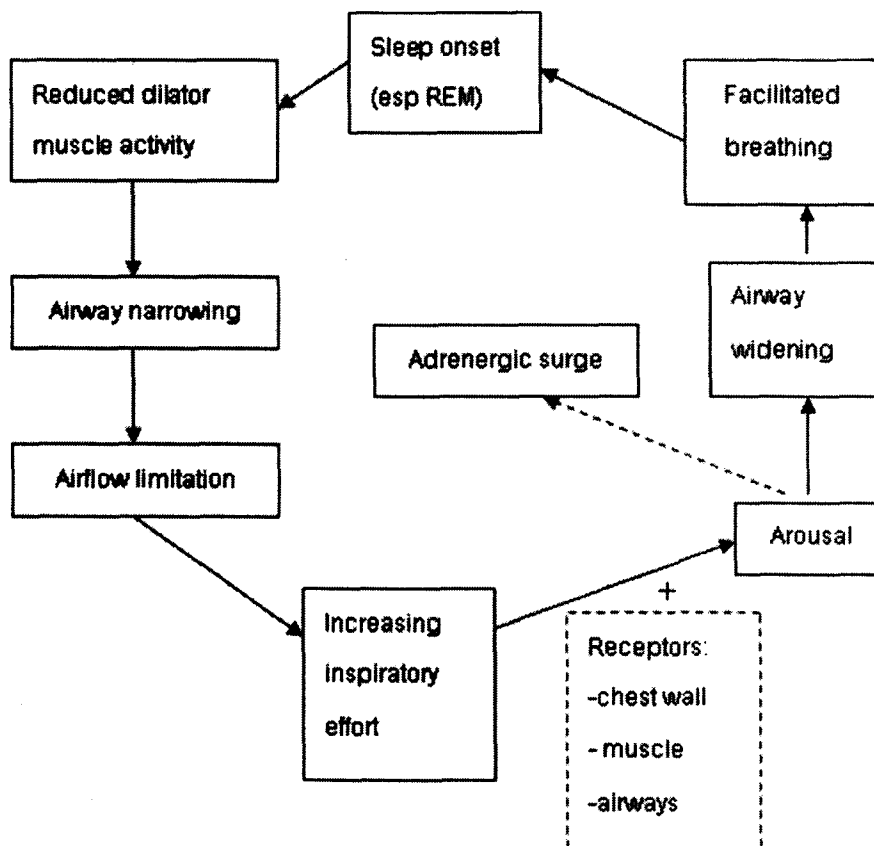 Sleep onset
(esp REM)
Reduced dilator
muscle activity
Facilitated
breathing
Airway narrowing
Airway
widening
Adrenergic surge
Airflow limitation
Arousal
Increasing
inspiratory
effort
+
Receptors:
-chest wall
- muscle
-airways